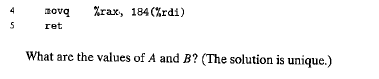 4 movq %rax, 184(%rdi)
5 ret
What are the values of A and B? (The solution is unique.)